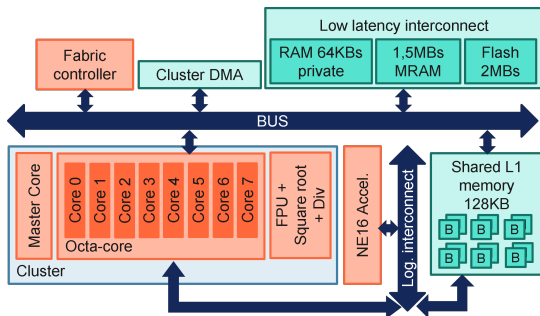 Low latency interconnect
Fabric
controller
Cluster DMA
RAM 64KBs
private
1,5MBs
MRAM
Flash
2MBs
BUS
Master Core
Core 0
Core 1
Core 2
Core 3
Core 4
Core 5
Core 6
Core 7
Octa-core
FPU +
Square root
+ Div
Cluster
NE16 Accel.
Log. interconnect
Shared L1
memory
128KB
B B B
B B B